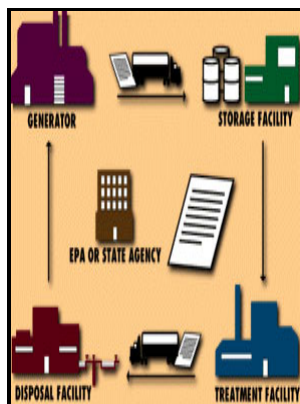 GENERATOR
STORAGE FACILITY
EPA OR STATE AGENCY
DISPOSAL FACILITY
TREATMENT FACILITY